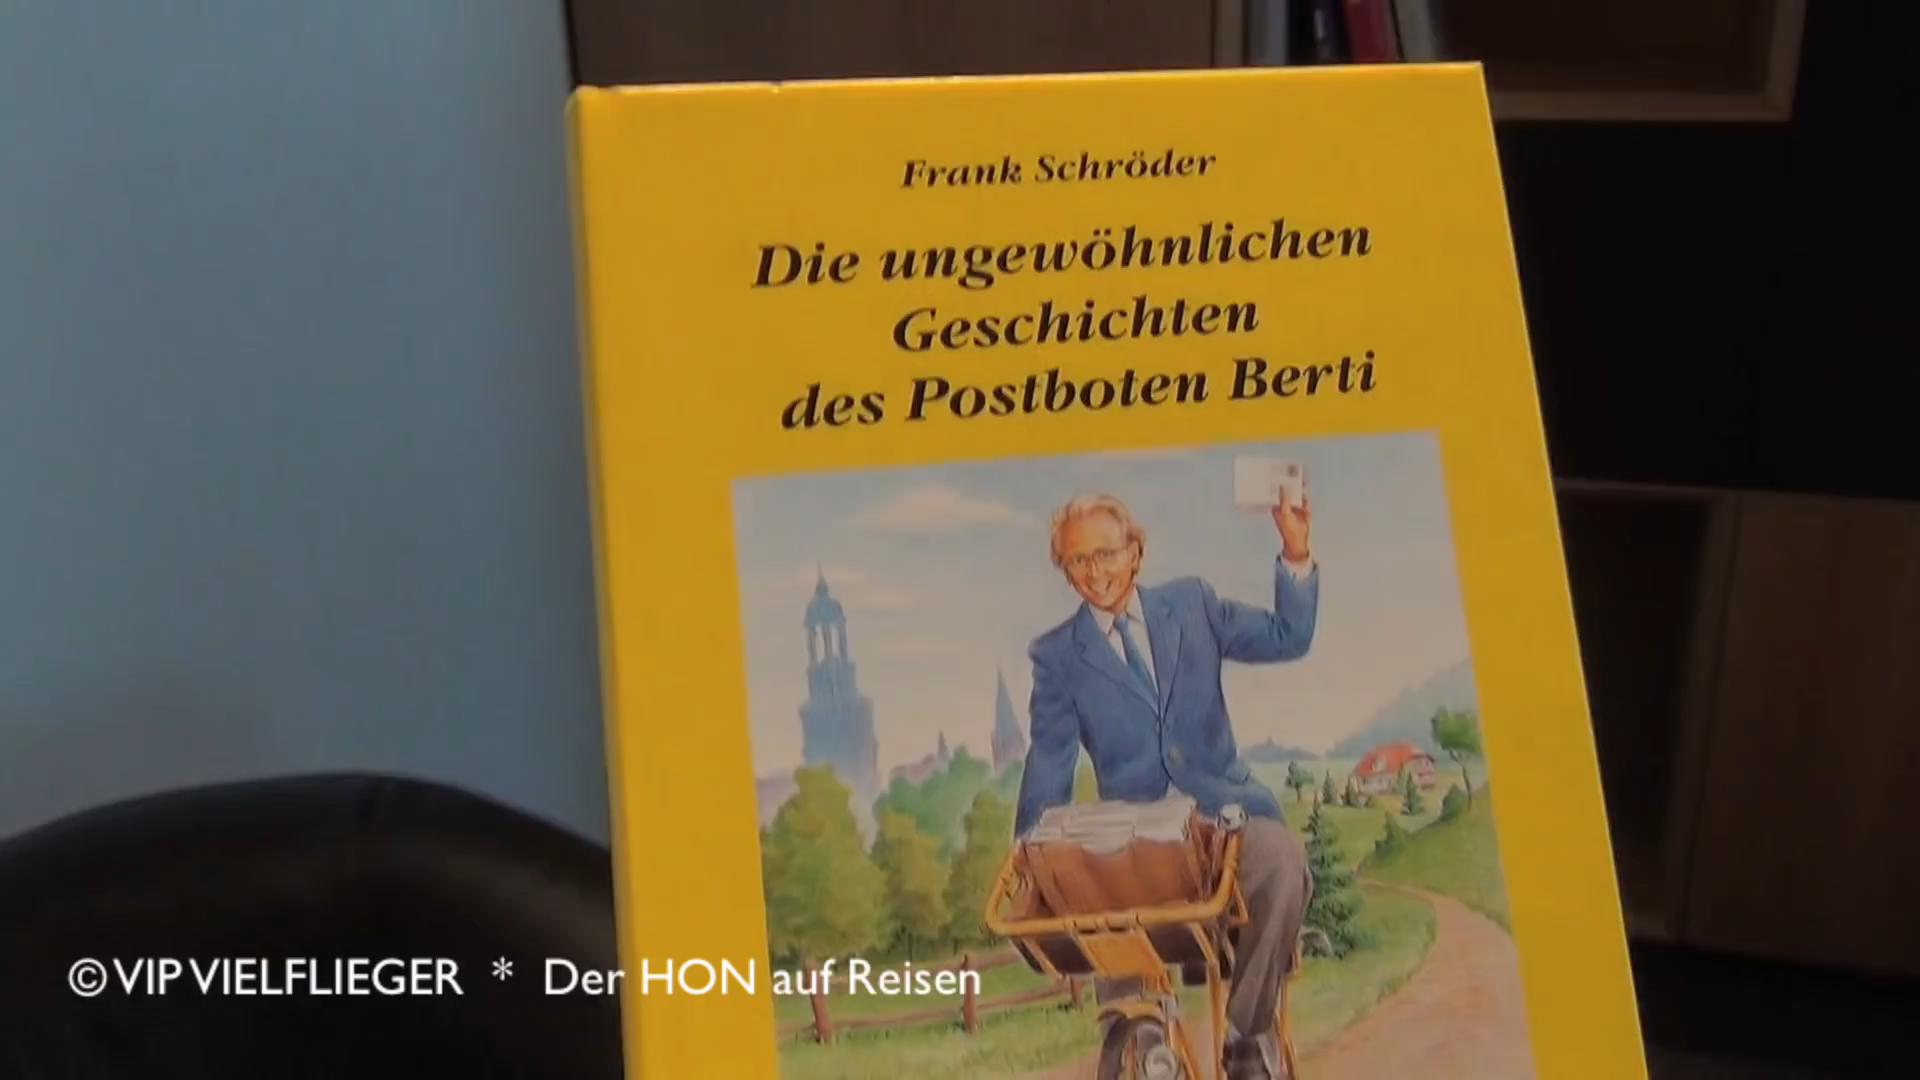 Frank Schröder
Die ungewöhnlichen
Geschichten
des Postboten Berti
©VIP VIELFLIEGER * Der HON auf Reisen